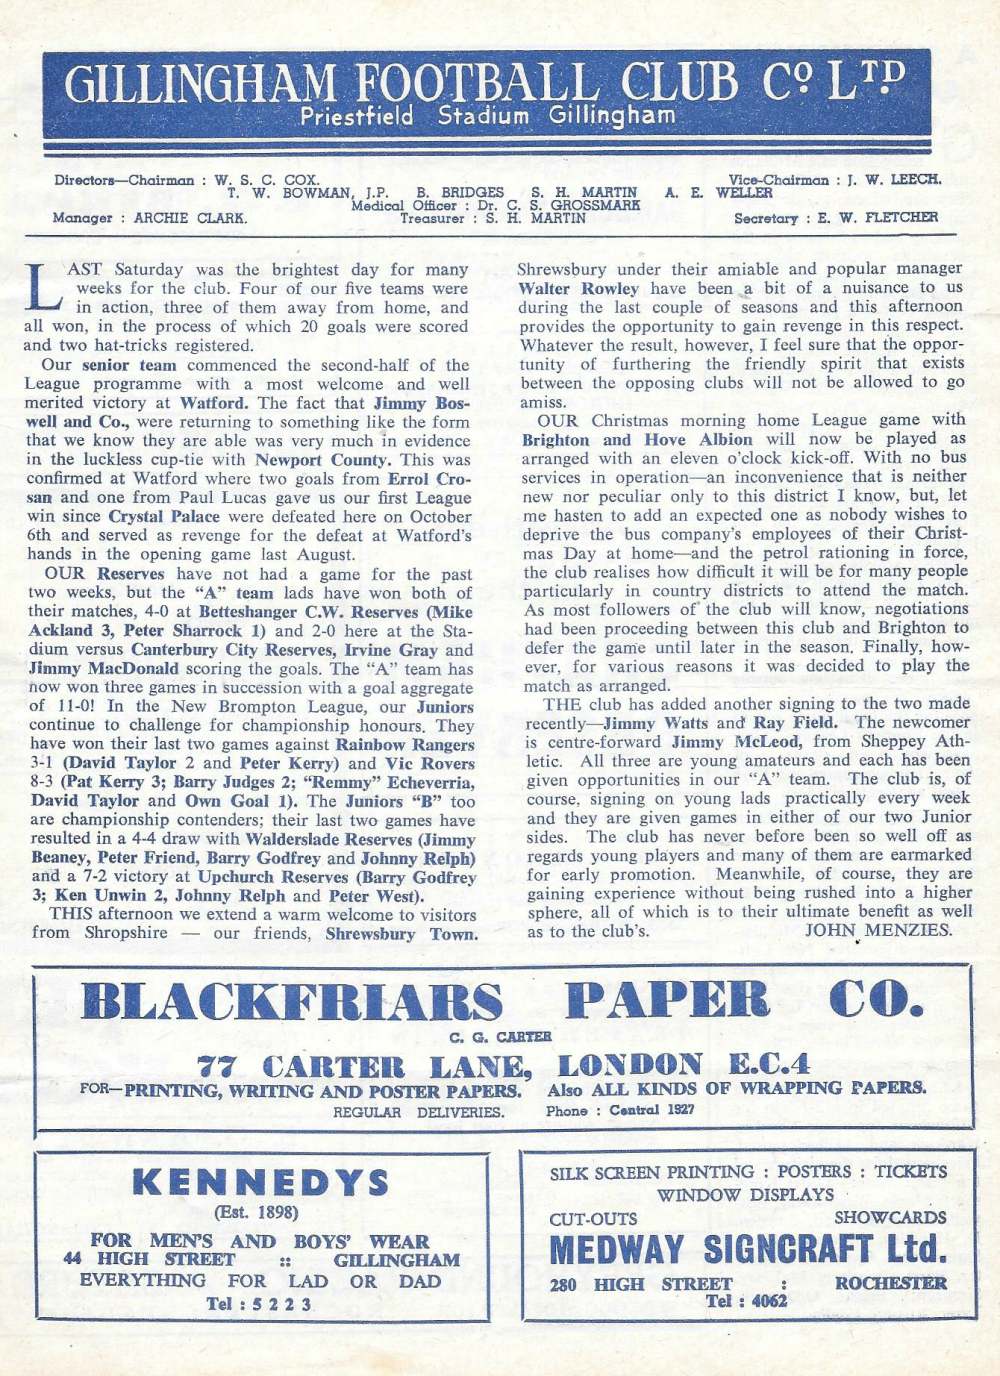 GILLINGHAM FOOTBALL CLUB Cº LTD
Priestfield Stadium Gillingham
Directors—Chairman : W. S. C. COX. Vice-Chairman : J. W. LEECH.
T. W. BOWMAN, J.P. B. BRIDGES S. H. MARTIN A. E. WELLER
Medical Officer : Dr. C. S. GROSSMARK
Manager : ARCHIE CLARK. Treasurer : S. H. MARTIN Secretary : E. W. FLETCHER
LAST Saturday was the brightest day for many
weeks for the club. Four of our five teams were
in action, three of them away from home, and
all won, in the process of which 20 goals were scored
and two hat-tricks registered.
Our senior team commenced the second-half of the
League programme with a most welcome and well
merited victory at Watford. The fact that Jimmy Bos-
well and Co., were returning to something like the form
that we know they are able was very much in evidence
in the luckless cup-tie with Newport County. This was
confirmed at Watford where two goals from Errol Cro-
san and one from Paul Lucas gave us our first League
win since Crystal Palace were defeated here on October
6th and served as revenge for the defeat at Watford's
hands in the opening game last August.
OUR Reserves have not had a game for the past
two weeks, but the "A" team lads have won both of
their matches, 4-0 at Betteshanger C.W. Reserves (Mike
Ackland 3, Peter Sharrock 1) and 2-0 here at the Sta-
dium versus Canterbury City Reserves, Irvine Gray and
Jimmy MacDonald scoring the goals. The "A" team has
now won three games in succession with a goal aggregate
of 11-0! In the New Brompton League, our Juniors
continue to challenge for championship honours. They
have won their last two games against Rainbow Rangers
3-1 (David Taylor 2 and Peter Kerry) and Vic Rovers
8-3 (Pat Kerry 3; Barry Judges 2; "Remmy" Echeverria,
David Taylor and Own Goal 1). The Juniors "B" too
are championship contenders; their last two games have
resulted in a 4-4 draw with Walderslade Reserves (Jimmy
Beaney, Peter Friend, Barry Godfrey and Johnny Relph)
and a 7-2 victory at Upchurch Reserves (Barry Godfrey
3; Ken Unwin 2, Johnny Relph and Peter West).
THIS afternoon we extend a warm welcome to visitors
from Shropshire — our friends, Shrewsbury Town.
Shrewsbury under their amiable and popular manager
Walter Rowley have been a bit of a nuisance to us
during the last couple of seasons and this afternoon
provides the opportunity to gain revenge in this respect.
Whatever the result, however, I feel sure that the oppor-
tunity of furthering the friendly spirit that exists
between the opposing clubs will not be allowed to go
amiss.
OUR Christmas morning home League game with
Brighton and Hove Albion will now be played as
arranged with an eleven o'clock kick-off. With no bus
services in operation—an inconvenience that is neither
new nor peculiar only to this district I know, but, let
me hasten to add an expected one as nobody wishes to
deprive the bus company's employees of their Christ-
mas Day at home—and the petrol rationing in force,
the club realises how difficult it will be for many people
particularly in country districts to attend the match.
As most followers of the club will know, negotiations
had been proceeding between this club and Brighton to
defer the game until later in the season. Finally, how-
ever, for various reasons it was decided to play the
match as arranged.
THE club has added another signing to the two made
recently—Jimmy Watts and Ray Field. The newcomer
is centre-forward Jimmy McLeod, from Sheppey Ath-
letic. All three are young amateurs and each has been
given opportunities in our "A" team. The club is, of
course, signing on young lads practically every week
and they are given games in either of our two Junior
sides. The club has never before been so well off as
regards young players and many of them are earmarked
for early promotion. Meanwhile, of course, they are
gaining experience without being rushed into a higher
sphere, all of which is to their ultimate benefit as well
as to the club's. JOHN MENZIES.
BLACKFRIARS PAPER CO.
C. G. CARTER
77 CARTER LANE, LONDON E.C.4
FOR—PRINTING, WRITING AND POSTER PAPERS. Also ALL KINDS OF WRAPPING PAPERS.
REGULAR DELIVERIES. Phone : Central 1927
KENNEDYS
(Est. 1898)
FOR MEN'S AND BOYS' WEAR
44 HIGH STREET :: GILLINGHAM
EVERYTHING FOR LAD OR DAD
Tel : 5 2 2 3
SILK SCREEN PRINTING : POSTERS : TICKETS
WINDOW DISPLAYS
CUT-OUTS SHOWCARDS
MEDWAY SIGNCRAFT Ltd.
280 HIGH STREET : ROCHESTER
Tel : 4062